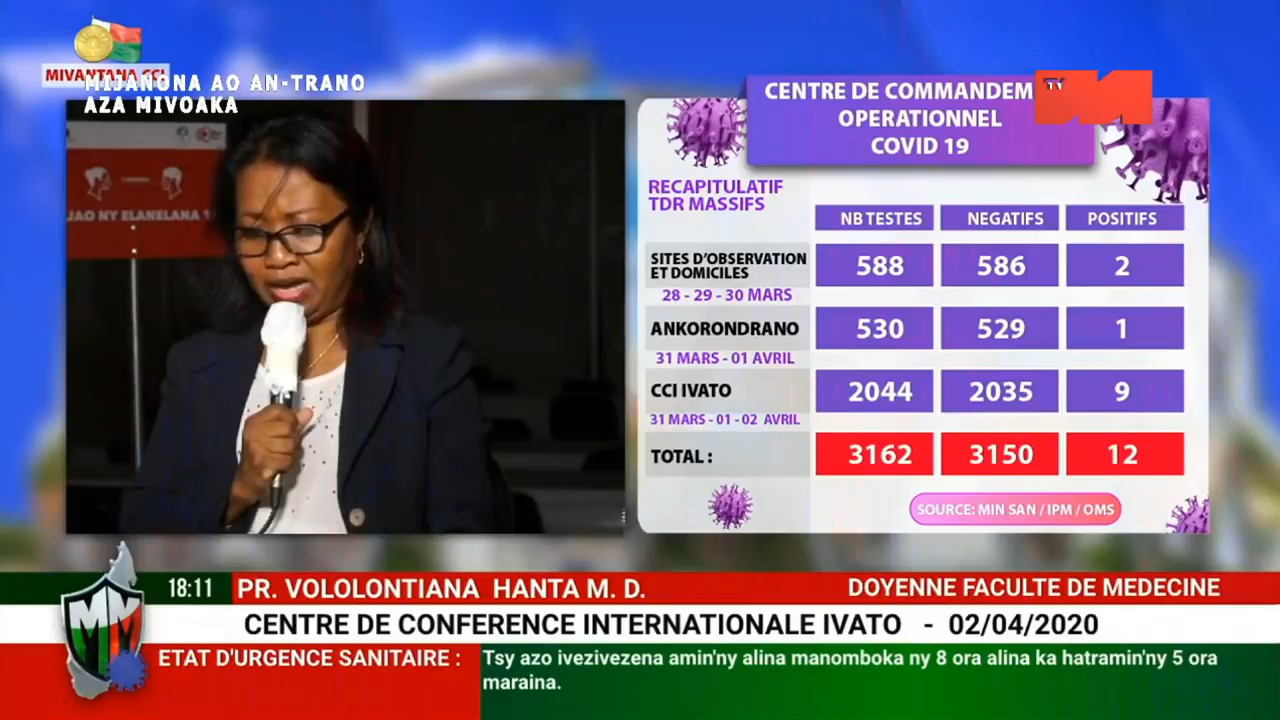 MIVANTANA CCI
MIJANONA AO AN-TRANO
AZA MIVOAKA
JAO NY ELANELANA 1
CENTRE DE COMMANDEM
OPERATIONNEL
COVID 19
RECAPITULATIF
TDR MASSIFS
NB TESTES NEGATIFS POSITIFS
SITES D'OBSERVATION
ET DOMICILES
588 586 2
28 - 29 - 30 MARS
ANKORONDRANO 530 529 1
31 MARS - 01 AVRIL
CCI IVATO 2044 2035 9
31 MARS - 01 - 02 AVRIL
TOTAL : 3162 3150 12
SOURCE: MIN SAN / IPM / OMS
18:11 PR. VOLOLONTIANA HANTA M. D. DOYENNE FACULTE DE MEDECINE
CENTRE DE CONFERENCE INTERNATIONALE IVATO - 02/04/2020
ETAT D'URGENCE SANITAIRE : Tsy azo ivezivezena amin'ny alina manomboka ny 8 ora alina ka hatramin'ny 5 ora
maraina.